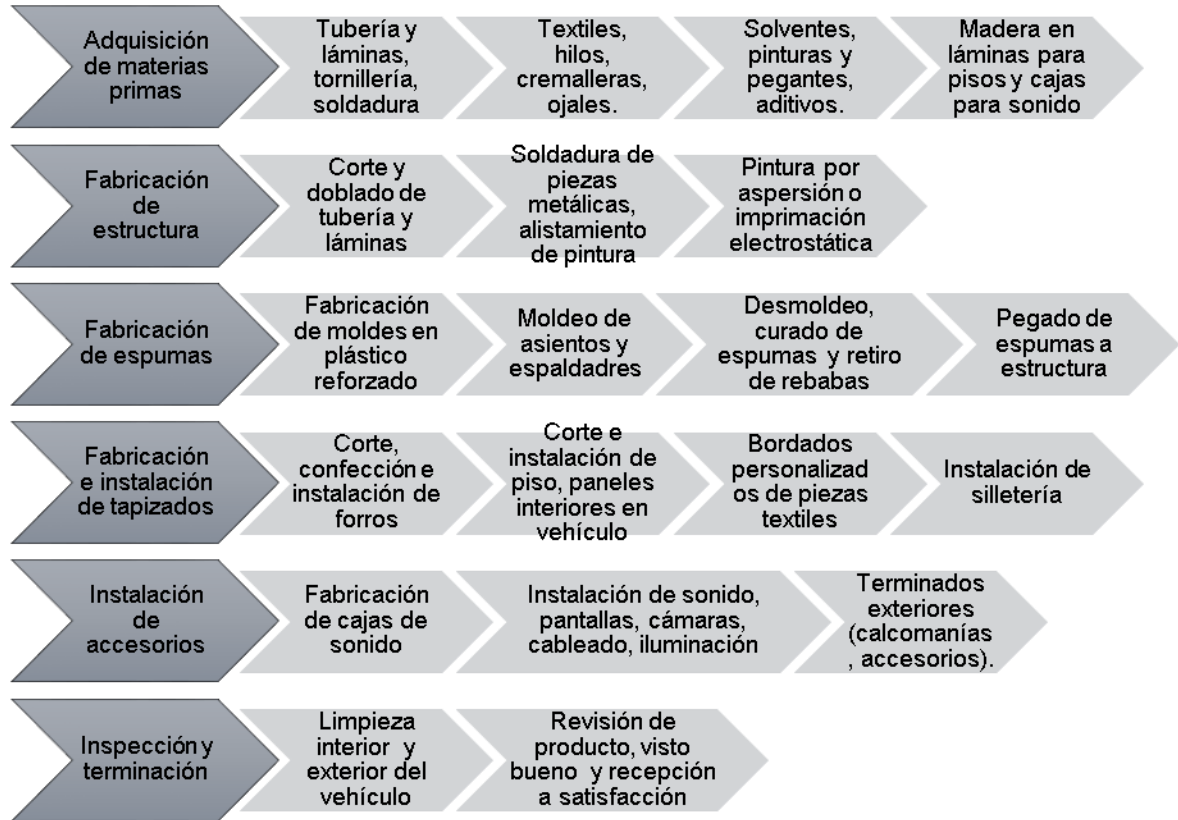 Adquisición
de materias
primas
Tubería y
láminas,
tornillería,
soldadura
Textiles,
hilos,
cremalleras,
ojales.
Solventes,
pinturas y
pegantes,
aditivos.
Madera en
láminas para
pisos y cajas
para sonido
Fabricación
de
estructura
Corte y
doblado de
tubería y
láminas
Soldadura de
piezas
metálicas,
alistamiento
de pintura
Pintura por
aspersión o
imprimación
electrostática
Fabricación
de espumas
Fabricación
de moldes en
plástico
reforzado
Moldeo de
asientos y
espaldadres
Desmoldeo,
curado de
espumas y retiro
de rebabas
Pegado de
espumas a
estructura
Fabricación
e instalación
de tapizados
Corte,
confección e
instalación de
forros
Corte e
instalación de
piso, paneles
interiores en
vehículo
Bordados
personalizad
os de piezas
textiles
Instalación de
silletería
Instalación
de
accesorios
Fabricación
de cajas de
sonido
Instalación de sonido,
pantallas, cámaras,
cableado, iluminación
Terminados
exteriores
(calcomanías
, accesorios).
Inspección y
terminación
Limpieza
interior y
exterior del
vehículo
Revisión de
producto, visto
bueno y recepción
a satisfacción